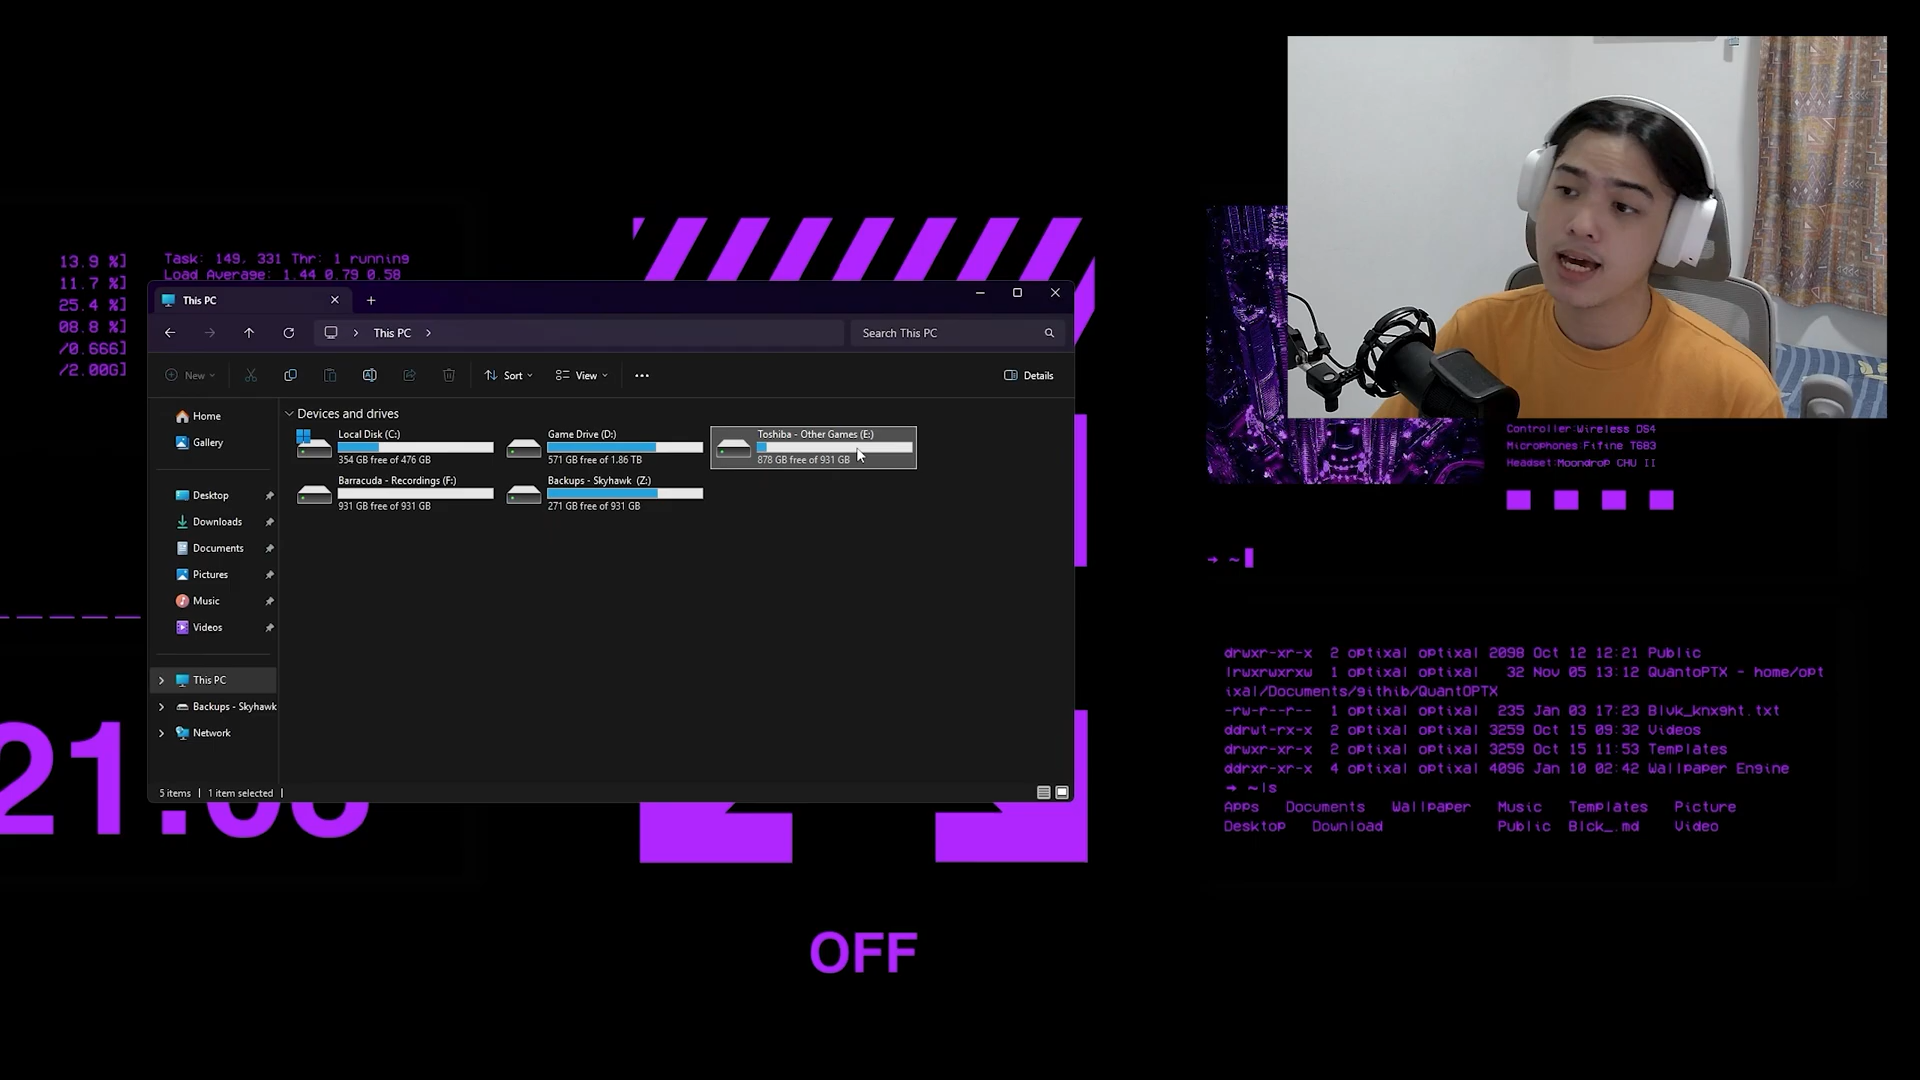 13.9 %]
11.7 %]
25.4 %]
08.8 %]
/0.666]
/2.00G]
Task: 149, 331 Thr: 1 running
Load Average: 1.44 0.79 0.58
This PC
This PC
Search This PC
New
Sort
View
Details
Home
Gallery
Desktop
Downloads
Documents
Pictures
Music
Videos
This PC
Backups - Skyhawk
Network
Devices and drives
Local Disk (C:)
354 GB free of 476 GB
Game Drive (D:)
571 GB free of 1.86 TB
Toshiba - Other Games (E:)
878 GB free of 931 GB
Barracuda - Recordings (F:)
931 GB free of 931 GB
Backups - Skyhawk (Z:)
271 GB free of 931 GB
5 items
1 item selected
OFF
Controller:Wireless DS4
Microphones:Fifine T683
Headset:Moondrop CHU II
→ ~
drwxr-xr-x 2 optixal optixal 2098 Oct 12 12:21 Public
lrwxrwxrxw 1 optixal optixal 32 Nov 05 13:12 QuantoPTX - home/opt
ixal/Documents/githib/QuantOPTX
-rw-r--r-- 1 optixal optixal 235 Jan 03 17:23 Blvk_knxght.txt
ddrwt-rx-x 2 optixal optixal 3259 Oct 15 09:32 Videos
drwxr-xr-x 2 optixal optixal 3259 Oct 15 11:53 Templates
ddrxr-xr-x 4 optixal optixal 4096 Jan 10 02:42 Wallpaper Engine
→ ~ls
Apps Documents Wallpaper Music Templates Picture
Desktop Download Public Blck_.md Video